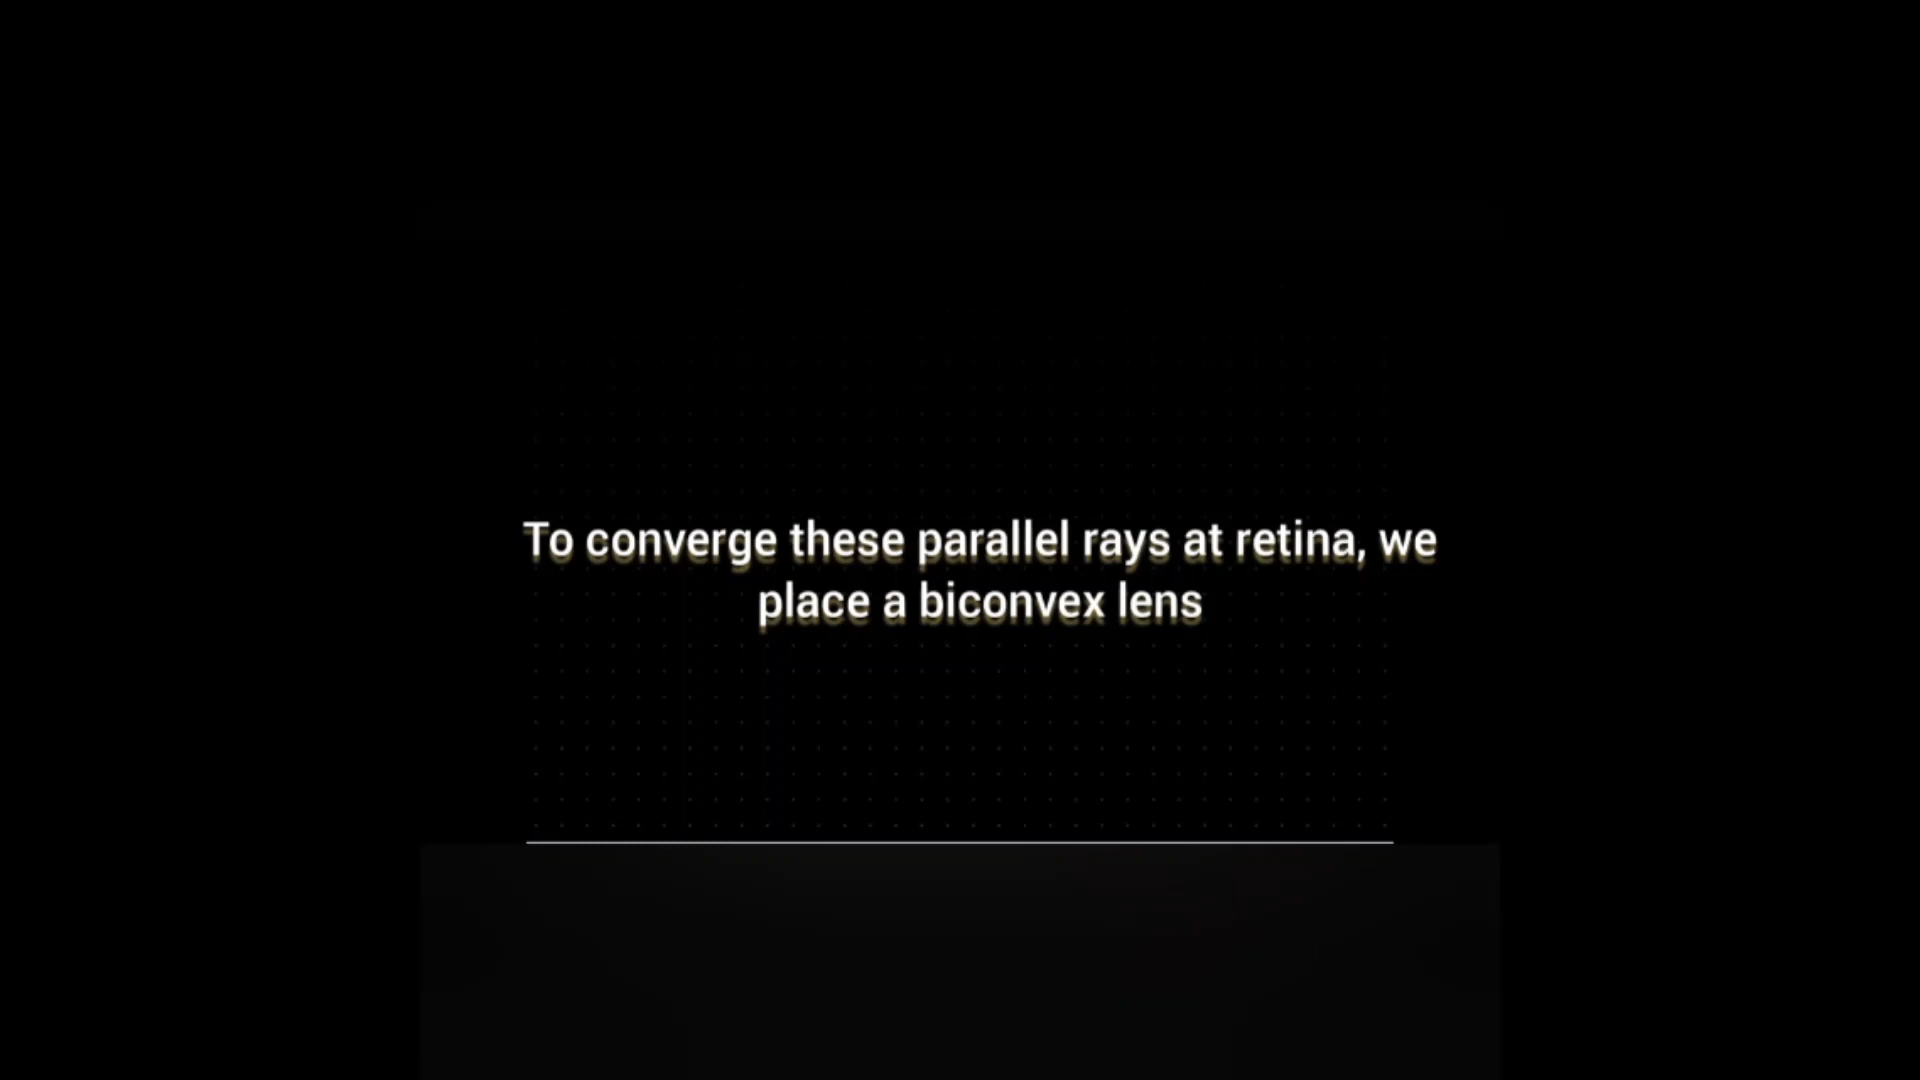 To converge these parallel rays at retina, we
place a biconvex lens